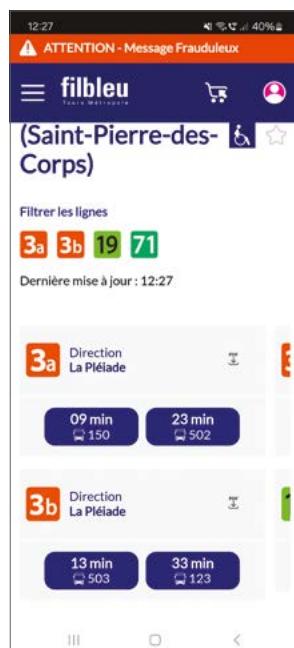 12:27
40%
ATTENTION - Message Frauduleux
filbleu
Tours Métropole
(Saint-Pierre-des-
Corps)
Filtrer les lignes
3a 3b 19 71
Dernière mise à jour : 12:27
3a Direction
La Pléiade
PDF
09 min 23 min
150 502
3b Direction
La Pléiade
PDF
13 min 33 min
503 123